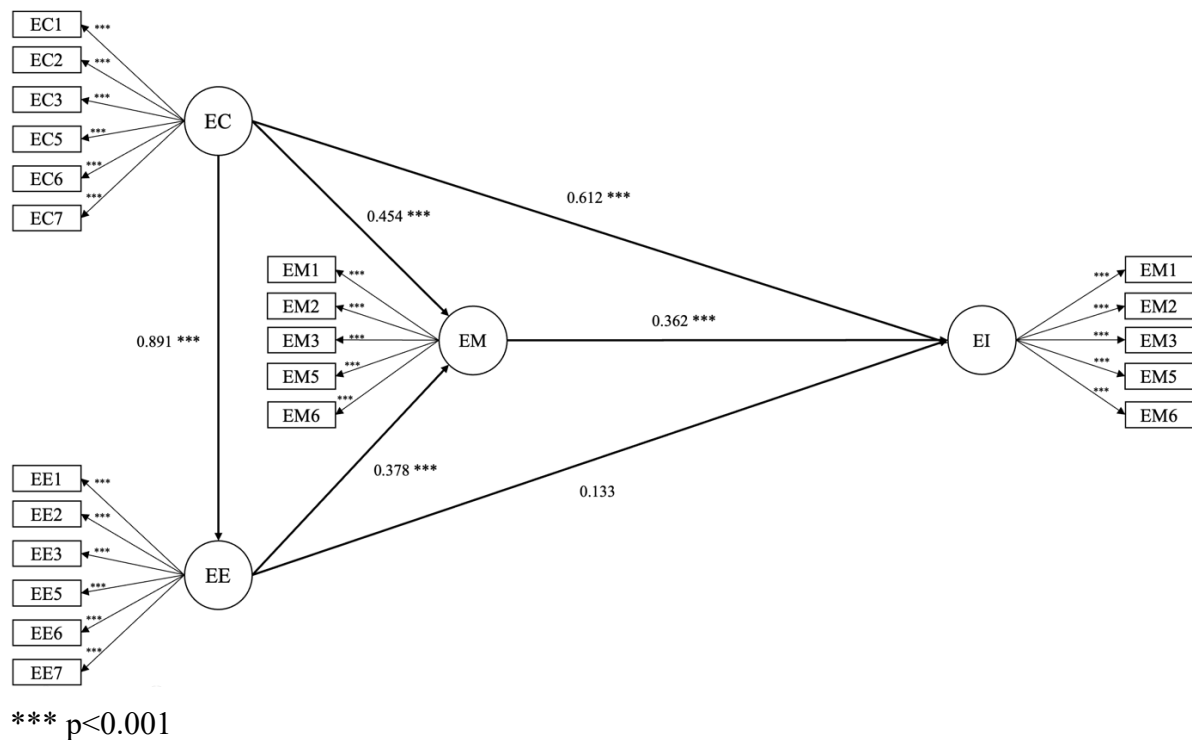 EC1
***
EC2
***
EC3
***
EC5
***
EC6
***
EC7
***
EC
0.612 ***
0.454 ***
0.891 ***
EM1
***
EM2
***
EM3
***
EM5
***
EM6
***
EM
0.362 ***
EI
***
EM1
***
EM2
***
EM3
***
EM5
***
EM6
0.378 ***
0.133
EE1
***
EE2
***
EE3
***
EE5
***
EE6
***
EE7
***
EE
*** p<0.001